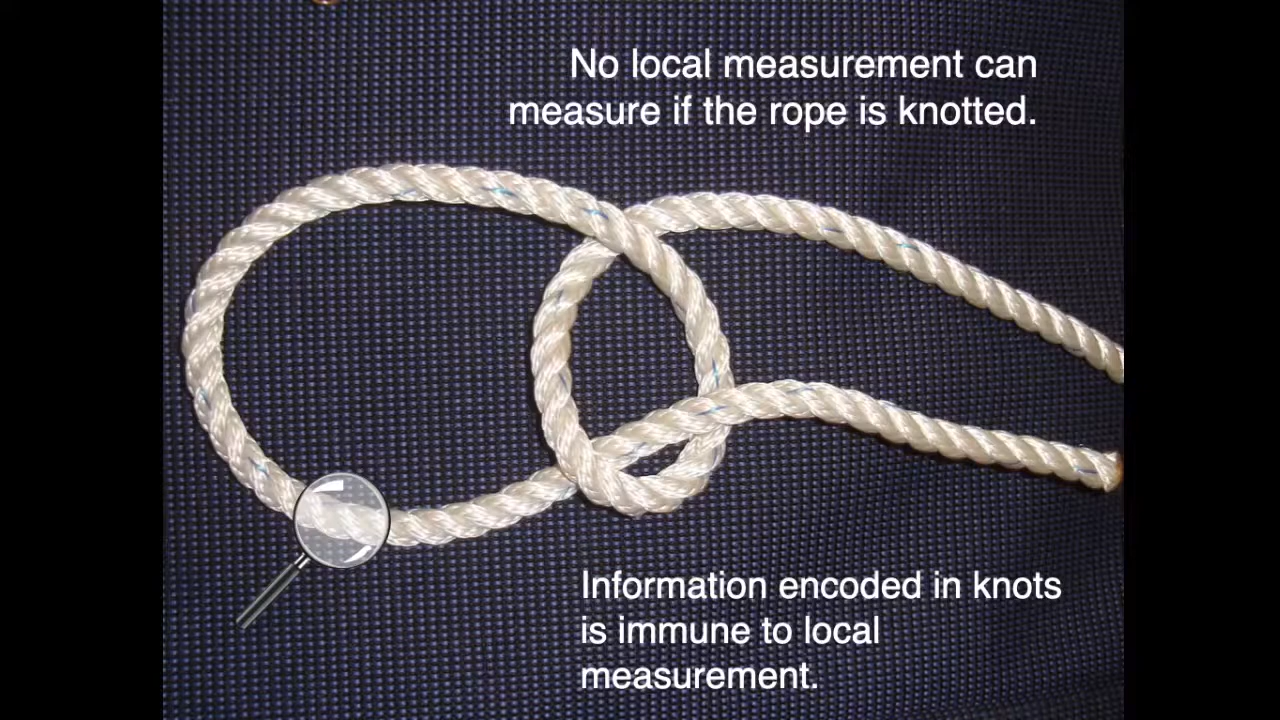 No local measurement can
measure if the rope is knotted.
Information encoded in knots
is immune to local
measurement.